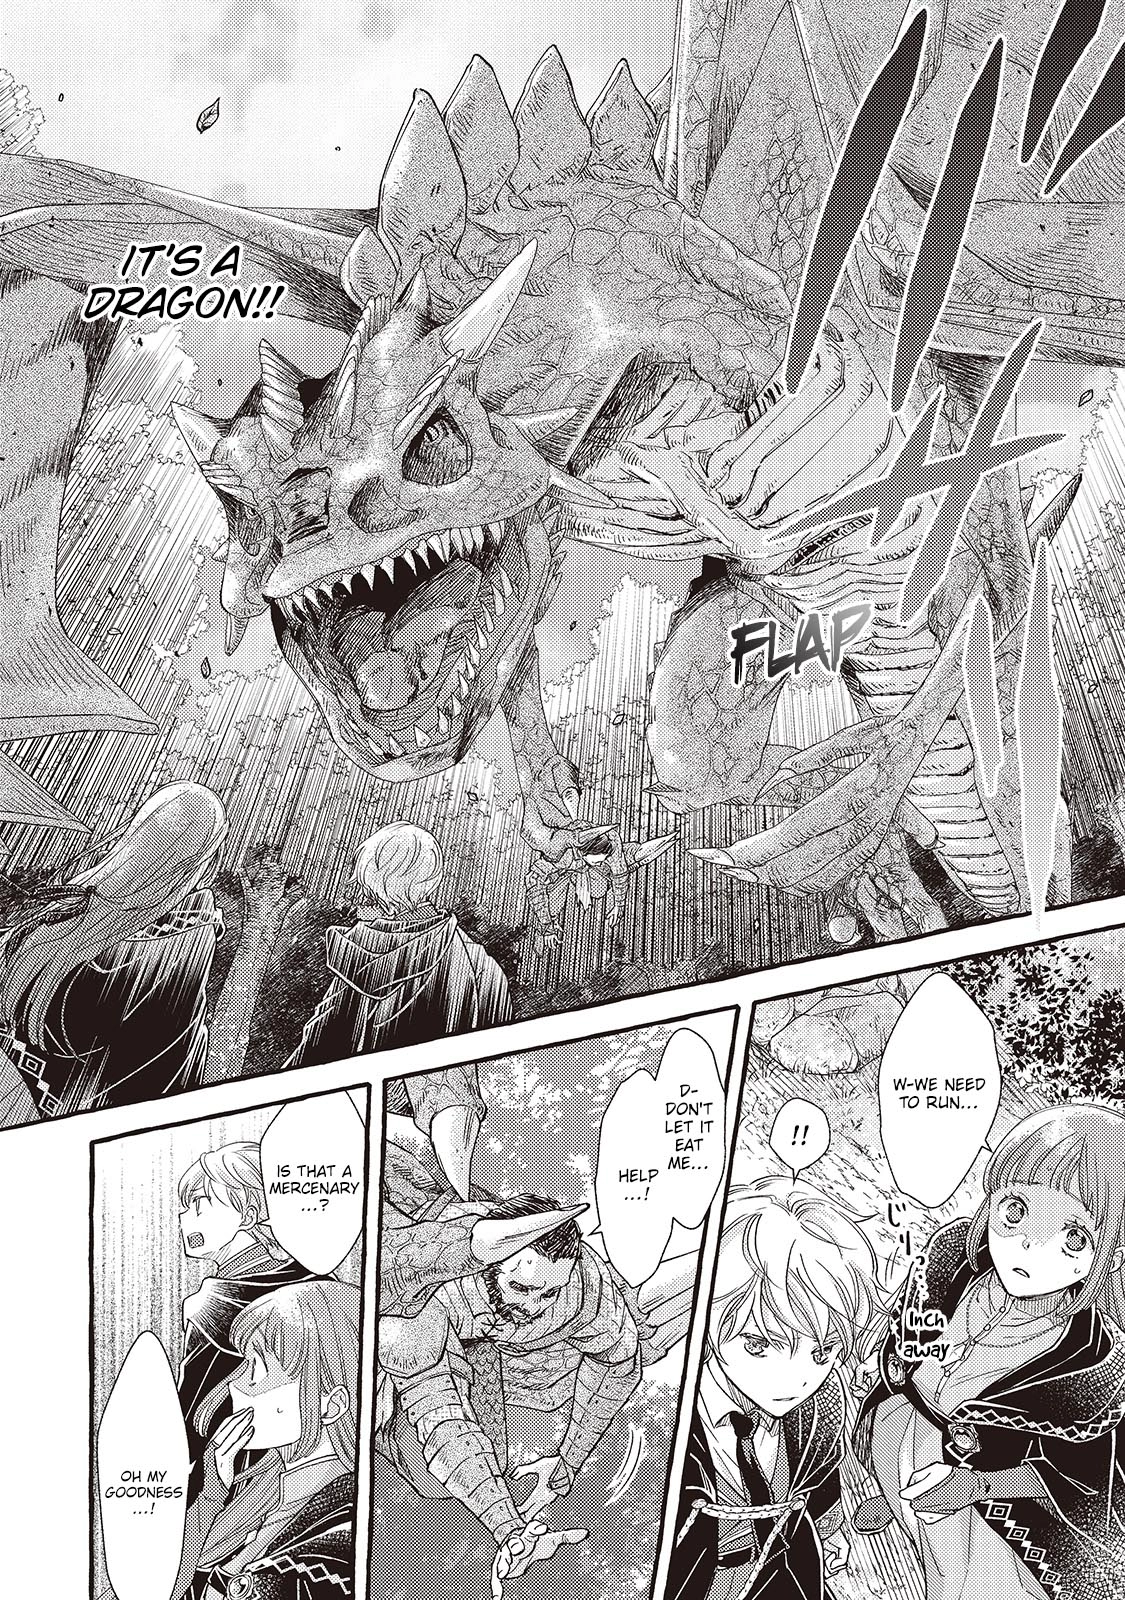 IT'S A
DRAGON!!
FLAP
W-WE NEED
TO RUN...
!!
じりっ…
INCH
AWAY
D-
DON'T
LET IT
EAT
ME...
HELP
...!
IS THAT A
MERCENARY
...?
OH MY
GOODNESS
...!